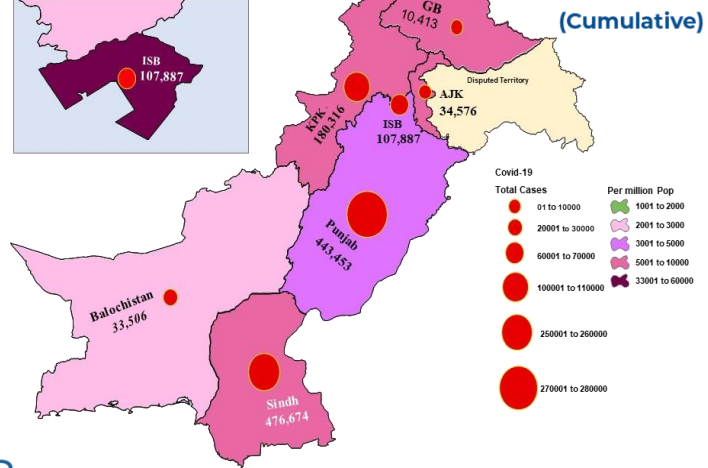 GB
10,413
(Cumulative)
ISB
107,887
Disputed Territory
AJK
34,576
KPK
180,316
ISB
107,887
Covid-19
Total Cases
01 to 10000
20001 to 30000
60001 to 70000
100001 to 110000
250001 to 260000
270001 to 280000
Per million Pop
1001 to 2000
2001 to 3000
3001 to 5000
5001 to 10000
33001 to 60000
Punjab
443,453
Balochistan
33,506
Sindh
476,674